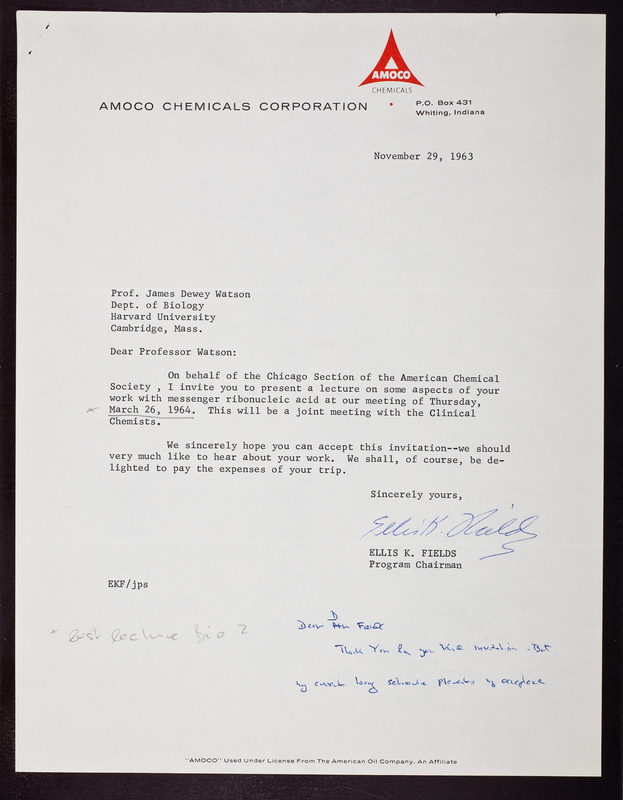 AMOCO
CHEMICALS
AMOCO CHEMICALS CORPORATION • P.O. Box 431
Whiting, Indiana
November 29, 1963
Prof. James Dewey Watson
Dept. of Biology
Harvard University
Cambridge, Mass.
Dear Professor Watson:
On behalf of the Chicago Section of the American Chemical
Society , I invite you to present a lecture on some aspects of your
work with messenger ribonucleic acid at our meeting of Thursday,
March 26, 1964. This will be a joint meeting with the Clinical
Chemists.
We sincerely hope you can accept this invitation--we should
very much like to hear about your work. We shall, of course, be de-
lighted to pay the expenses of your trip.
Sincerely yours,
Ellis K. Fields
ELLIS K. FIELDS
Program Chairman
EKF/jps
* last lecture Bio 2
Dear D
Thank You for your kind invitation. But
my current heavy schedule my acceptance
"AMOCO" Used Under License From The American Oil Company, An Affiliate